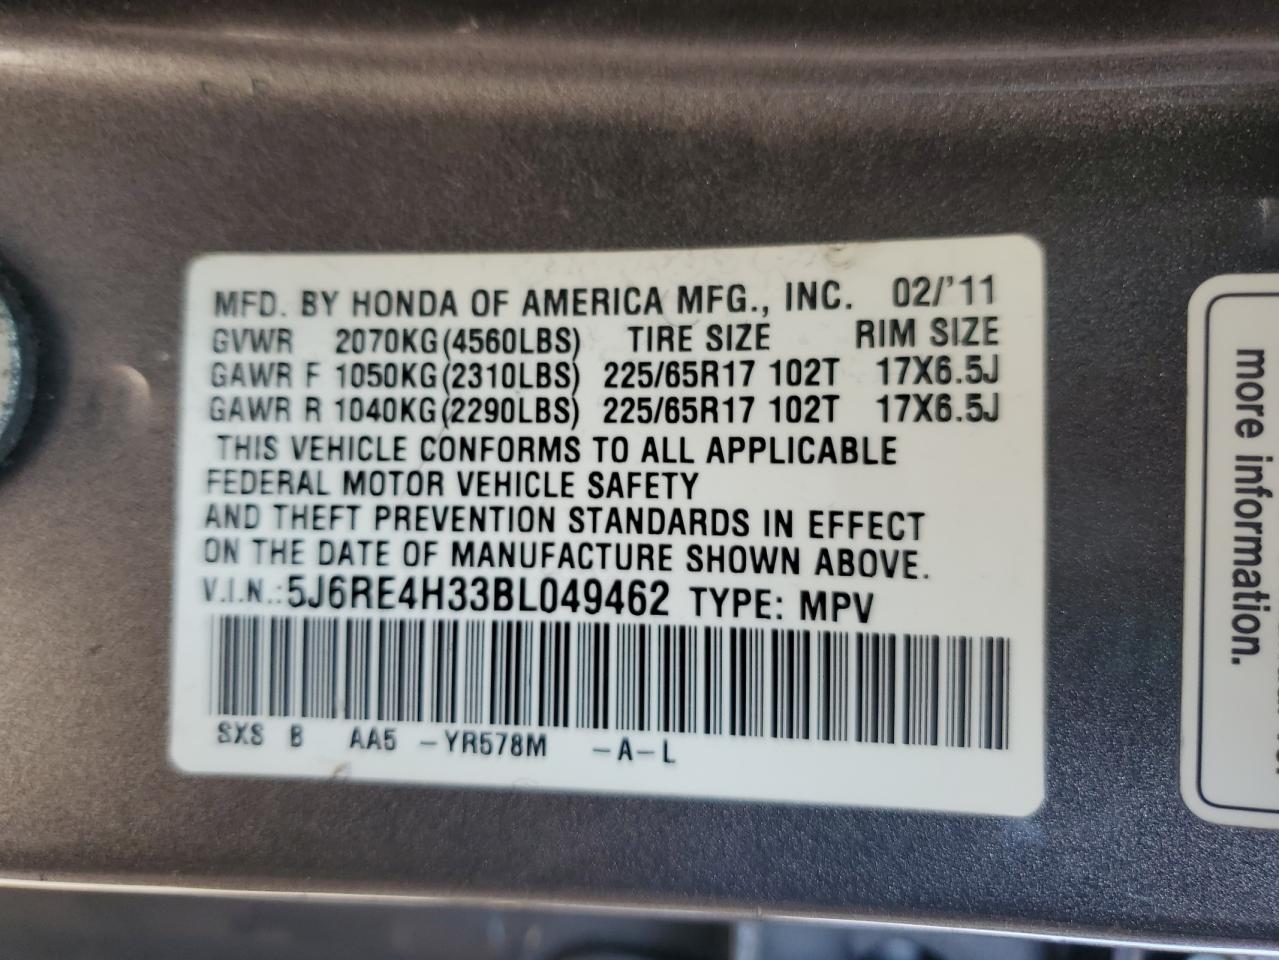 MFD. BY HONDA OF AMERICA MFG., INC. 02/'11
GVWR 2070KG(4560LBS) TIRE SIZE RIM SIZE
GAWR F 1050KG(2310LBS) 225/65R17 102T 17X6.5J
GAWR R 1040KG(2290LBS) 225/65R17 102T 17X6.5J
THIS VEHICLE CONFORMS TO ALL APPLICABLE
FEDERAL MOTOR VEHICLE SAFETY
AND THEFT PREVENTION STANDARDS IN EFFECT
ON THE DATE OF MANUFACTURE SHOWN ABOVE.
V.I.N.:5J6RE4H33BL049462 TYPE: MPV
SXS B AA5 -YR578M -A-L
more information.